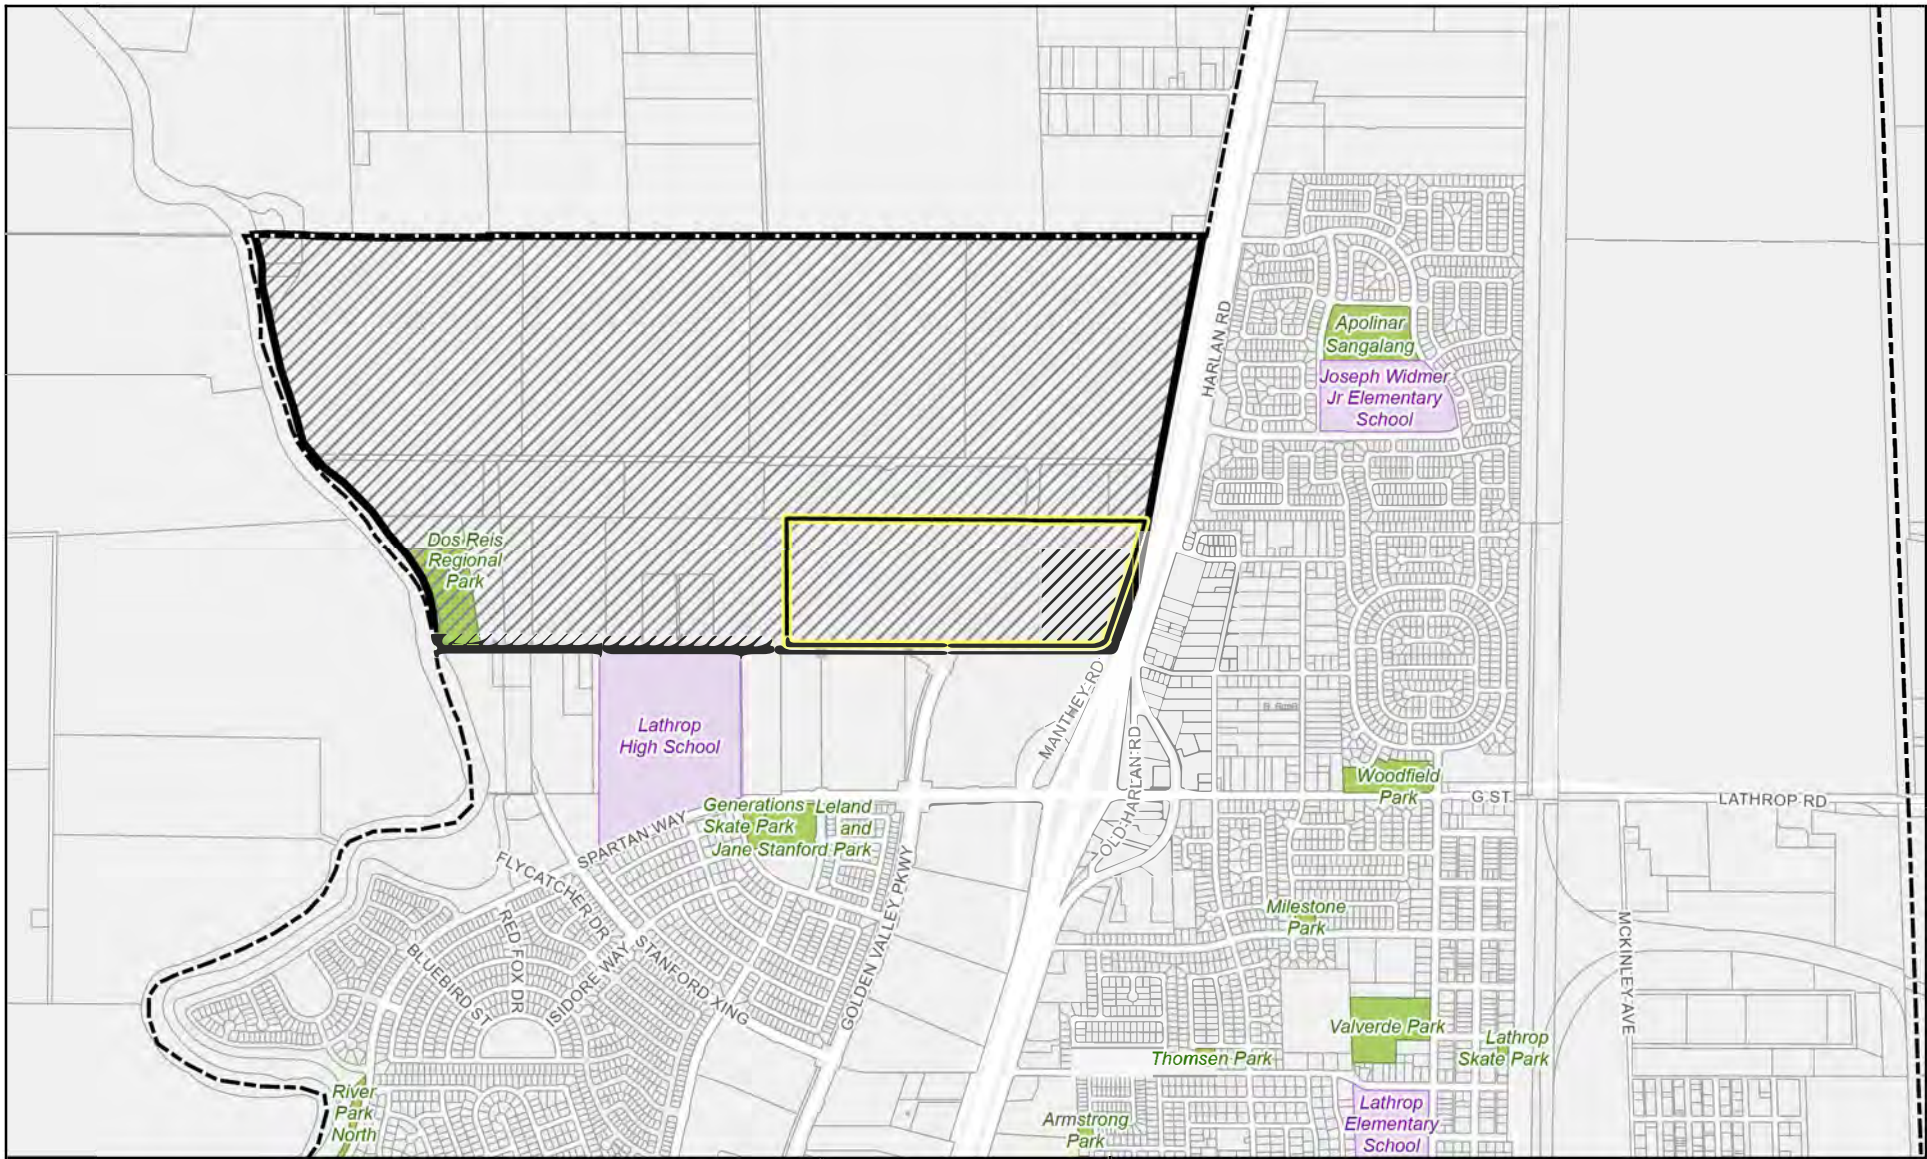 HARLAN RD
Apolinar
Sangalang
Joseph Widmer
Jr Elementary
School
Dos Reis
Regional
Park
Lathrop
High School
MANTHEY RD
OLD HARLAN RD
Woodfield
Park
G ST
LATHROP RD
Generations
Skate Park
Leland
and
Jane Stanford Park
SPARTAN WAY
FLYCATCHER DR
RED FOX DR
BLUEBIRD ST
ISIDORE WAY
STANFORD XING
GOLDEN VALLEY PKWY
Milestone
Park
MCKINLEY AVE
Valverde Park
Lathrop
Skate Park
Thomsen Park
River
Park
North
Armstrong
Park
Lathrop
Elementary
School